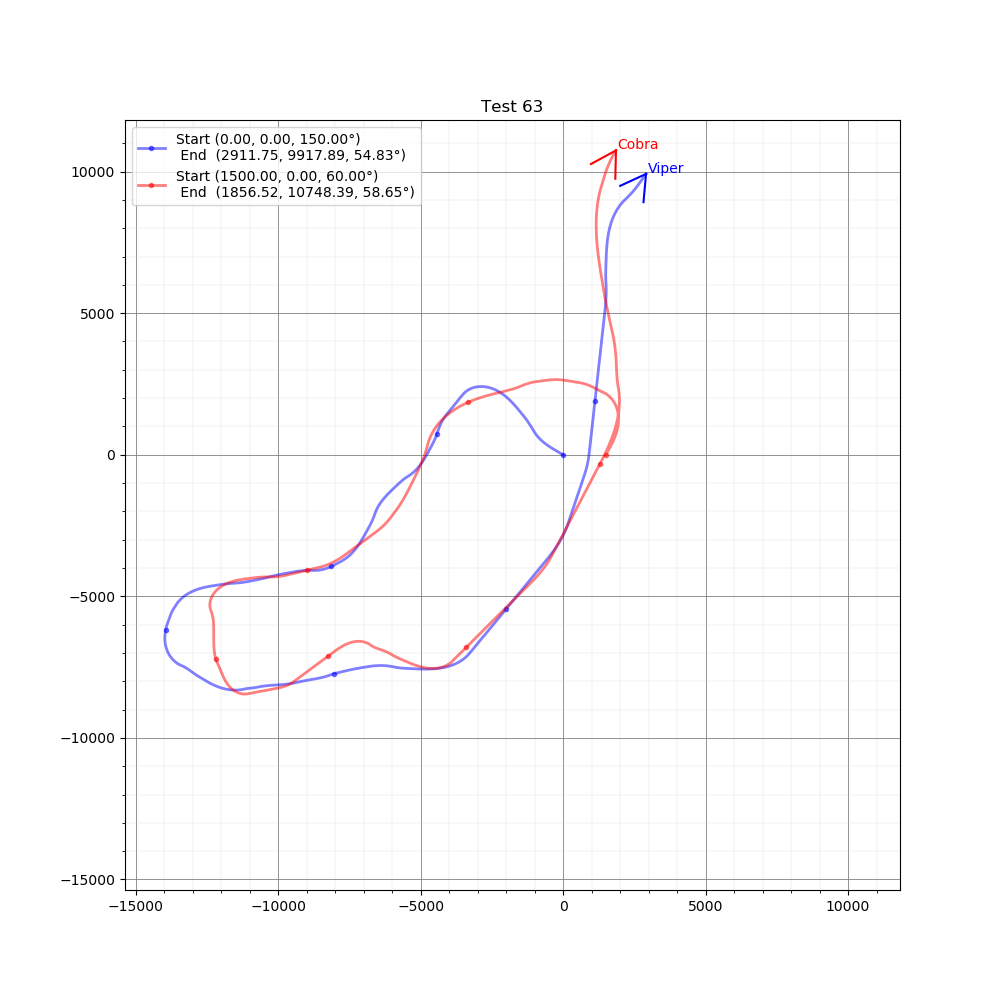 Test 63
Start (0.00, 0.00, 150.00°)
End  (2911.75, 9917.89, 54.83°)
Start (1500.00, 0.00, 60.00°)
End  (1856.52, 10748.39, 58.65°)
Cobra
Viper
10000
5000
0
−5000
−10000
−15000
−15000
−10000
−5000
0
5000
10000